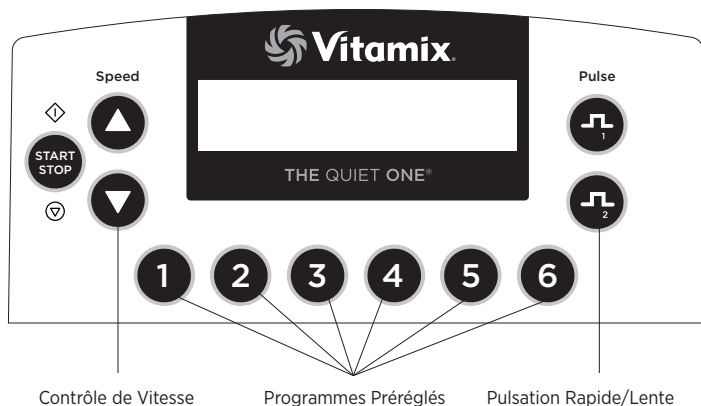 Vitamix
Speed
Pulse
START
STOP
1
2
THE QUIET ONE®
1 2 3 4 5 6
Contrôle de Vitesse
Programmes Préréglés
Pulsation Rapide/Lente